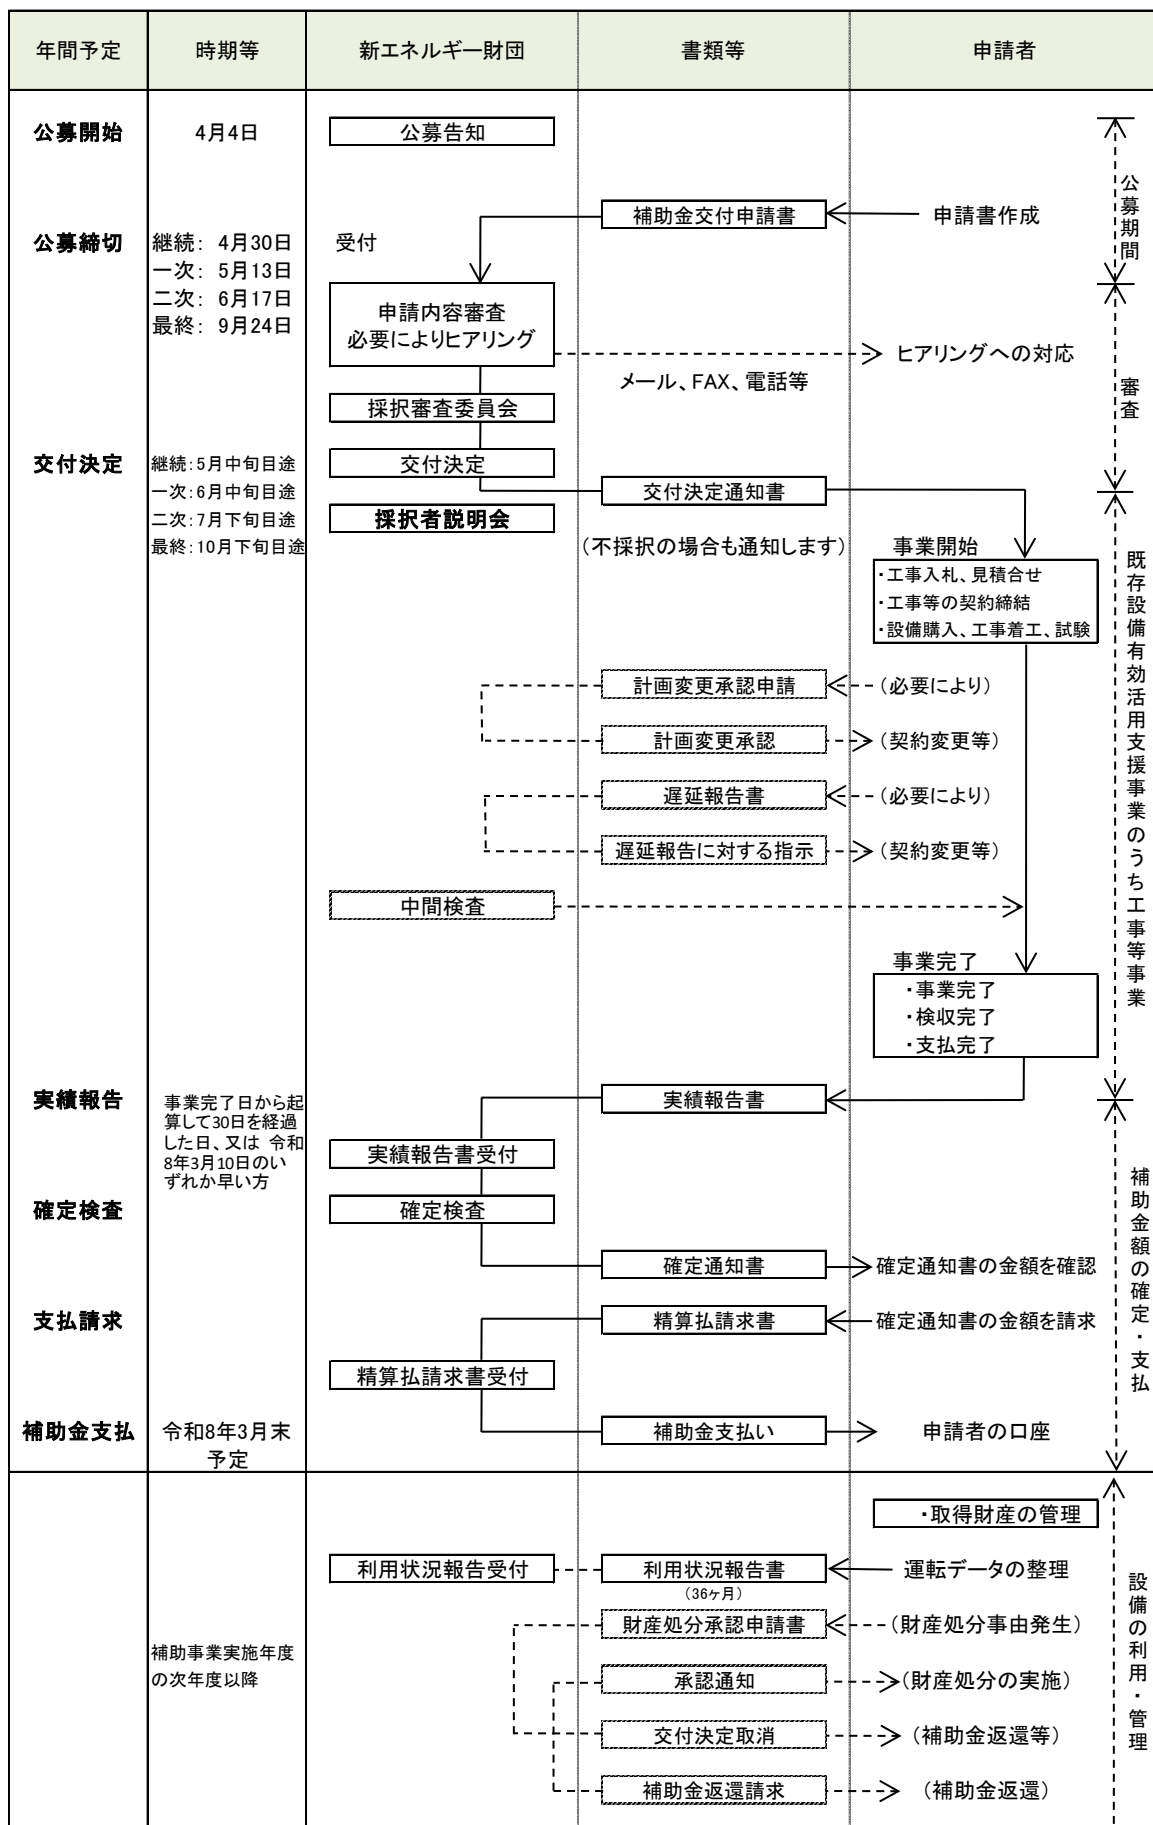 年間予定
時期等
新エネルギー財団
書類等
申請者
公募開始
4月4日
公募告知
公募期間
補助金交付申請書
申請書作成
公募締切
継続: 4月30日
一次: 5月13日
二次: 6月17日
最終: 9月24日
受付
申請内容審査
必要によりヒアリング
ヒアリングへの対応
メール、FAX、電話等
審査
採択審査委員会
交付決定
継続:5月中旬目途
一次:6月中旬目途
二次:7月下旬目途
最終:10月下旬目途
交付決定
交付決定通知書
採択者説明会
(不採択の場合も通知します)
事業開始
・工事入札、見積合せ
・工事等の契約締結
・設備購入、工事着工、試験
既存設備有効活用支援事業のうち工事等事業
計画変更承認申請
(必要により)
計画変更承認
(契約変更等)
遅延報告書
(必要により)
遅延報告に対する指示
(契約変更等)
中間検査
事業完了
・事業完了
・検収完了
・支払完了
実績報告
事業完了日から起
算して30日を経過
した日、又は 令和
8年3月10日のい
ずれか早い方
実績報告書
実績報告書受付
補助金額の確定・支払
確定検査
確定検査
確定通知書
確定通知書の金額を確認
支払請求
精算払請求書
確定通知書の金額を請求
精算払請求書受付
補助金支払
令和8年3月末
予定
補助金支払い
申請者の口座
・取得財産の管理
利用状況報告受付
利用状況報告書
(36ヶ月)
運転データの整理
設備の利用・管理
補助事業実施年度
の次年度以降
財産処分承認申請書
(財産処分事由発生)
承認通知
(財産処分の実施)
交付決定取消
(補助金返還等)
補助金返還請求
(補助金返還)